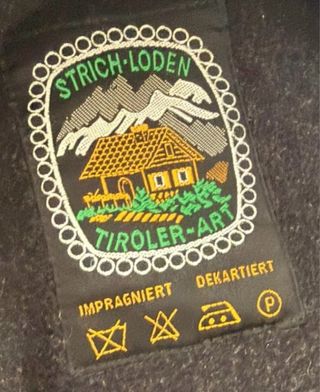 STRICH·LODEN
TIROLER-ART
IMPRAGNIERT DEKARTIERT
P